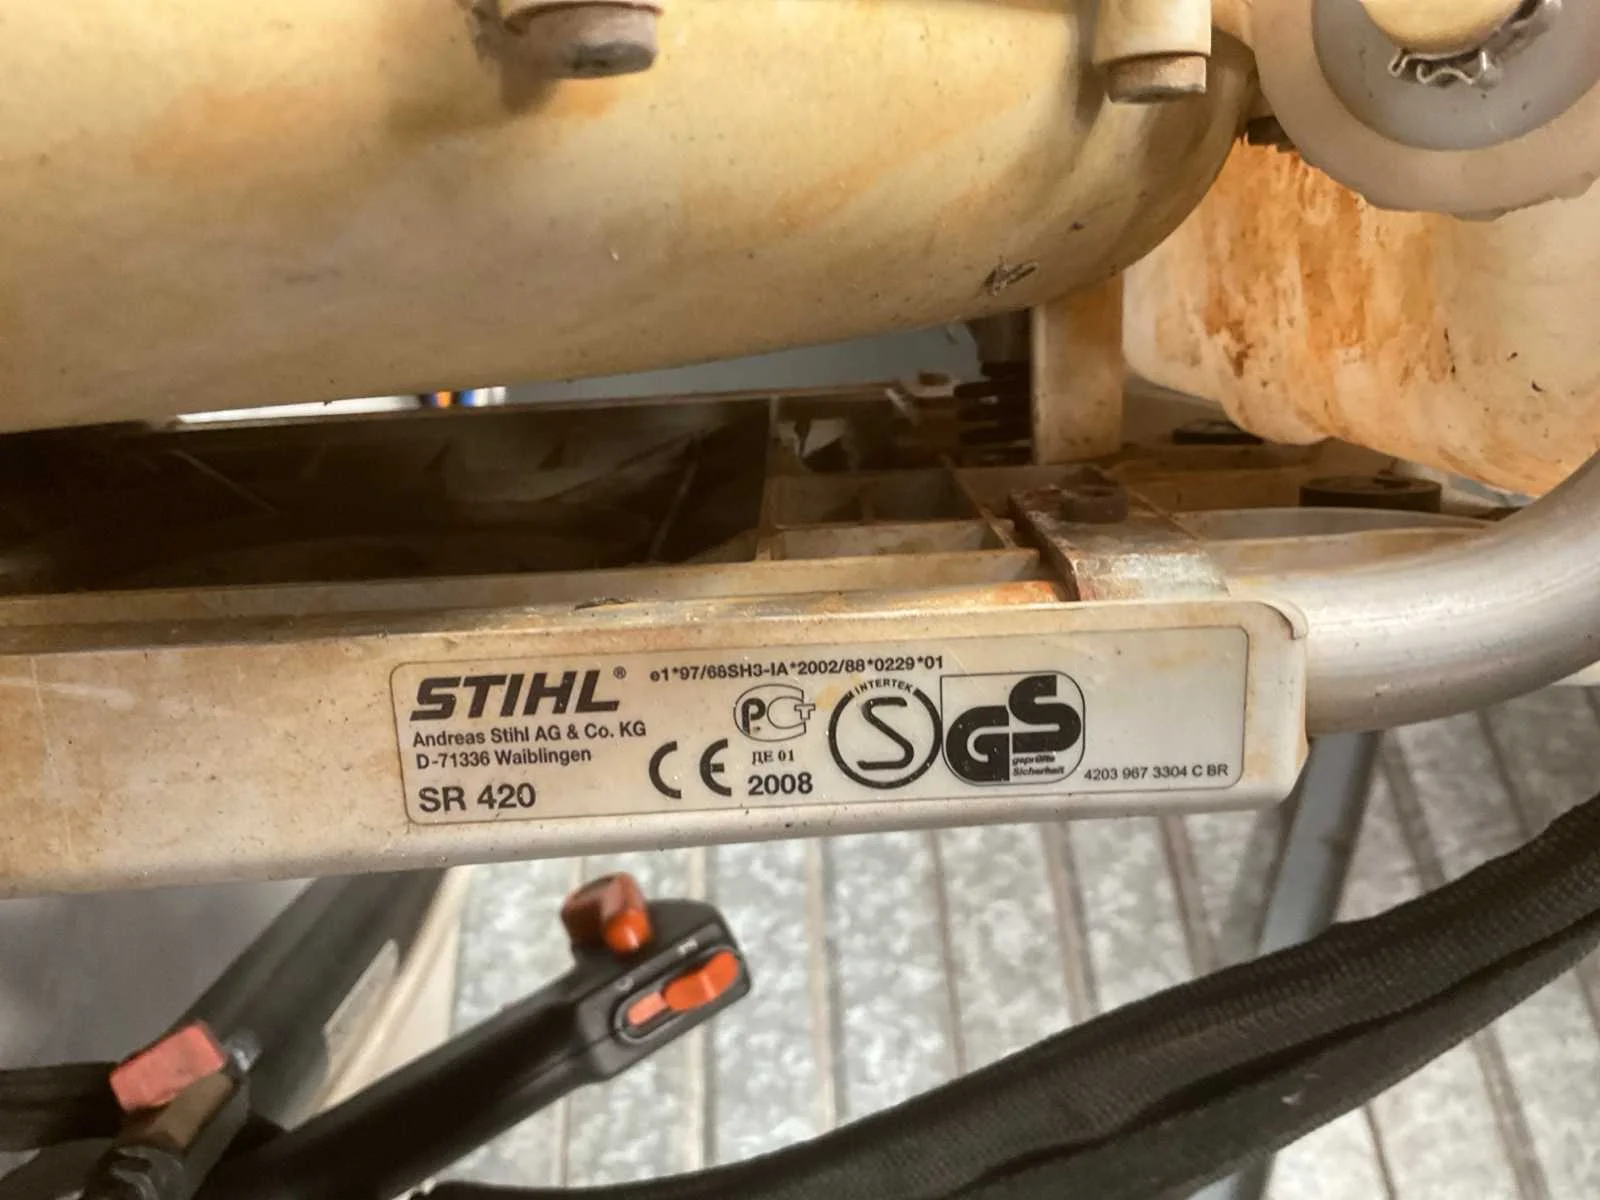 STIHL®
e1*97/68SH3-IA*2002/88*0229*01
Andreas Stihl AG & Co. KG
D-71336 Waiblingen
SR 420
CE
PCT
ДЕ 01
2008
INTERTEK
S
GS
geprüfte
Sicherheit
4203 967 3304 C BR